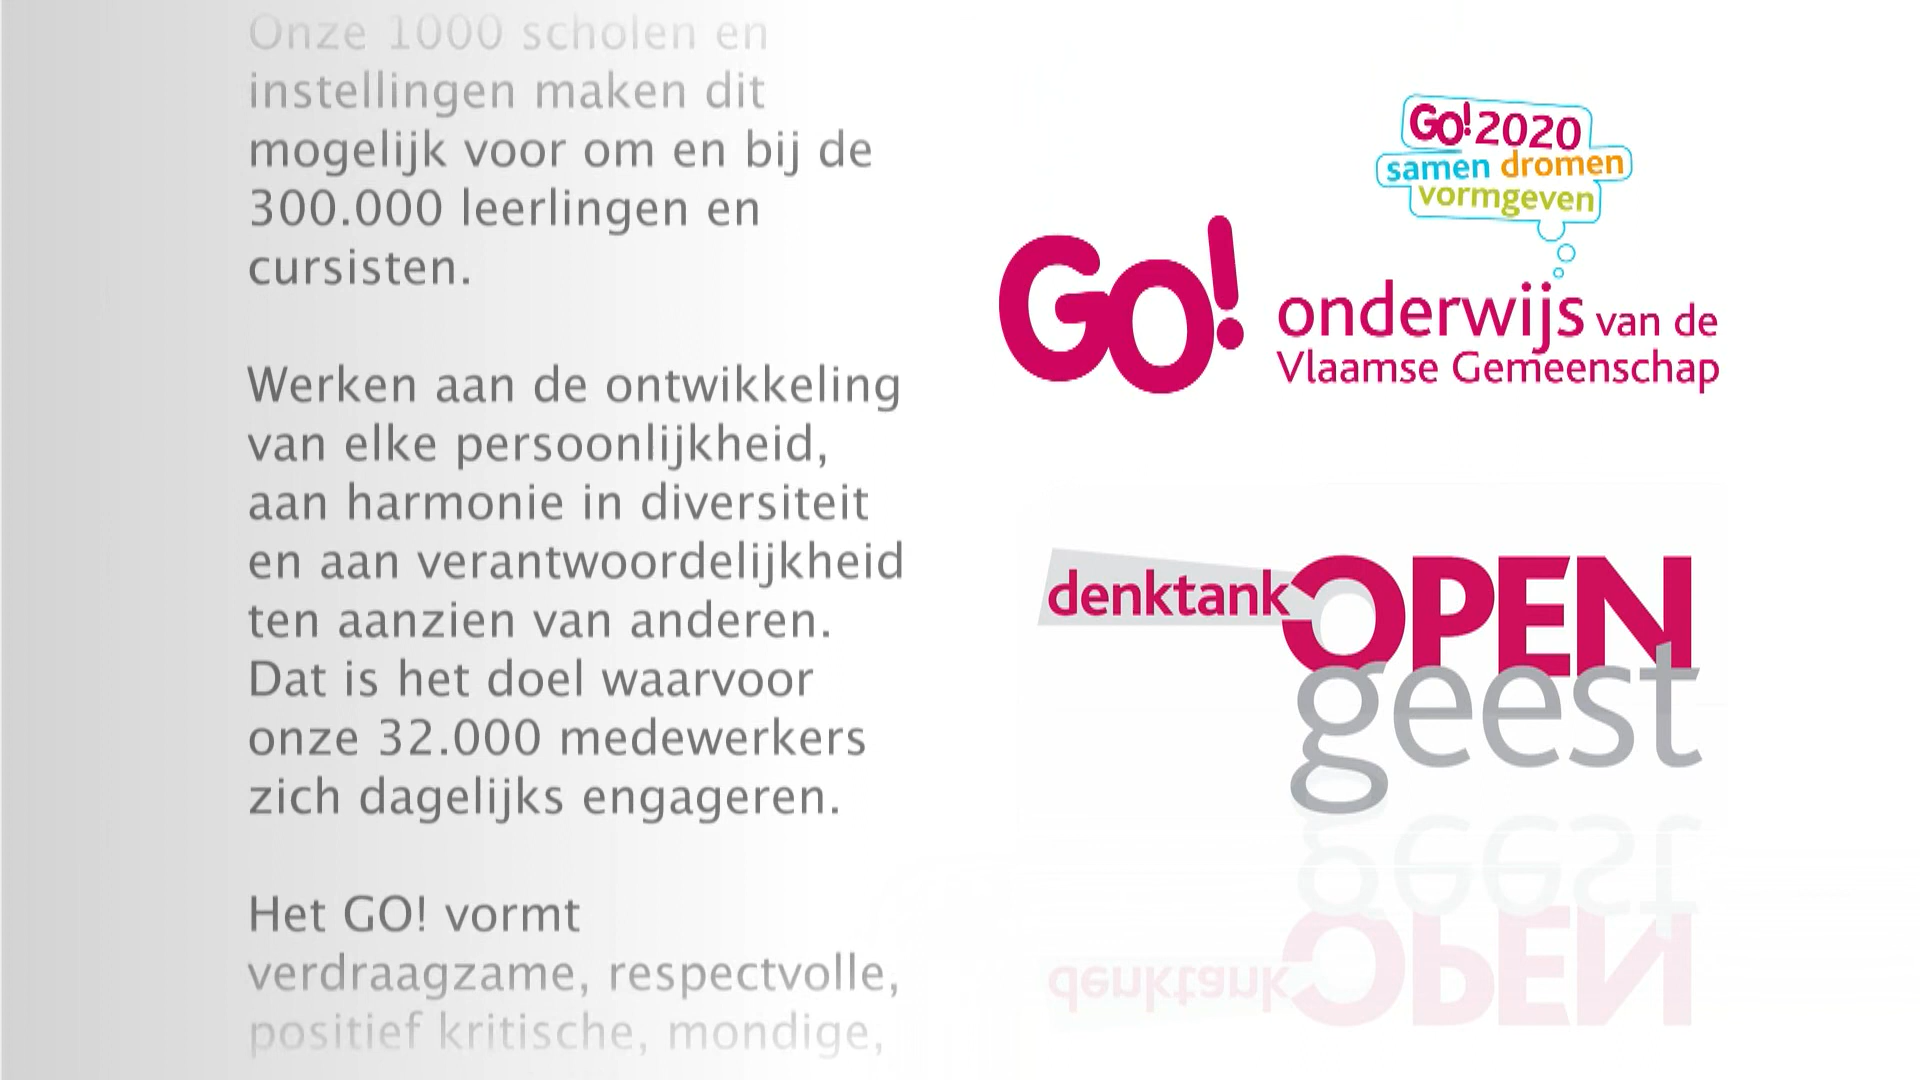 Onze 1000 scholen en
instellingen maken dit
mogelijk voor om en bij de
300.000 leerlingen en
cursisten.
Werken aan de ontwikkeling
van elke persoonlijkheid,
aan harmonie in diversiteit
en aan verantwoordelijkheid
ten aanzien van anderen.
Dat is het doel waarvoor
onze 32.000 medewerkers
zich dagelijks engageren.
Het GO! vormt
verdraagzame, respectvolle,
positief kritische, mondige,
GO! 2020
samen dromen
vormgeven
GO! onderwijs van de
Vlaamse Gemeenschap
denktank OPEN
geest